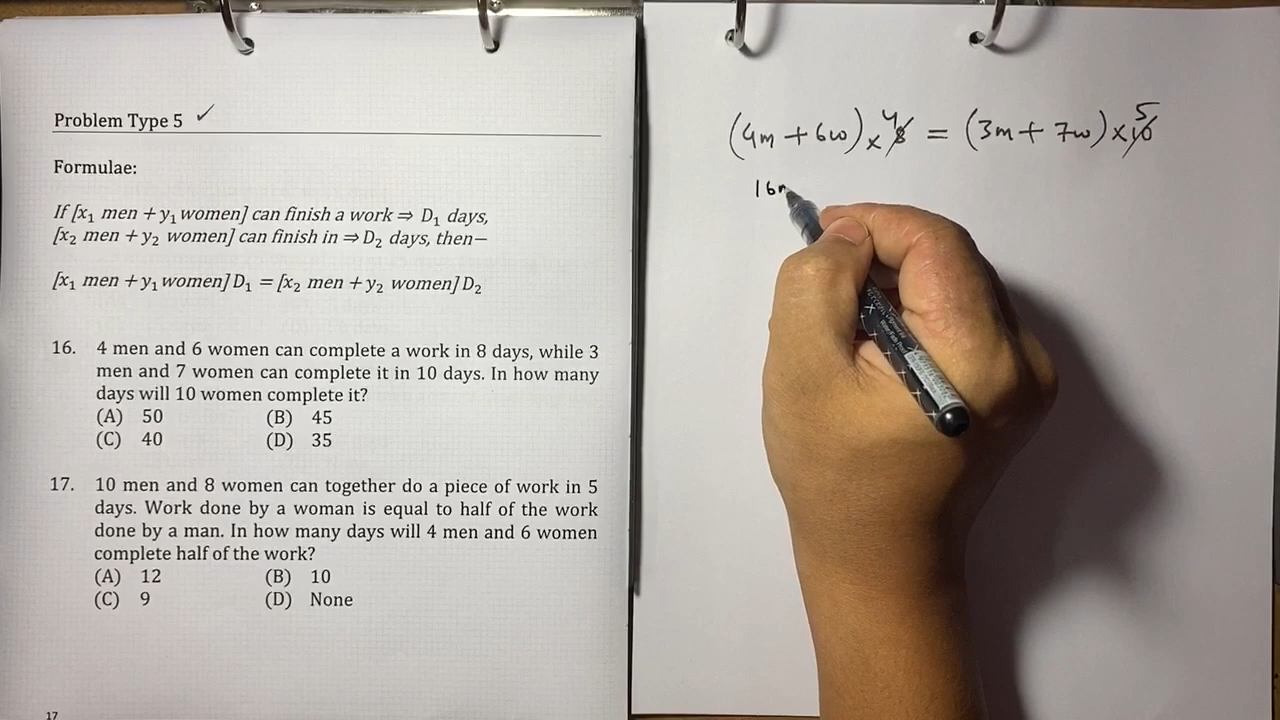 Problem Type 5 ✓
Formulae:
If [x₁ men + y₁ women] can finish a work ⇒ D₁ days,
[x₂ men + y₂ women] can finish in ⇒ D₂ days, then—
[x₁ men + y₁ women] D₁ = [x₂ men + y₂ women] D₂
16. 4 men and 6 women can complete a work in 8 days, while 3
men and 7 women can complete it in 10 days. In how many
days will 10 women complete it?
(A) 50 (B) 45
(C) 40 (D) 35
17. 10 men and 8 women can together do a piece of work in 5
days. Work done by a woman is equal to half of the work
done by a man. In how many days will 4 men and 6 women
complete half of the work?
(A) 12 (B) 10
(C) 9 (D) None
17
4 5
(4m + 6w) × 8 = (3m + 7w) × 10
16m